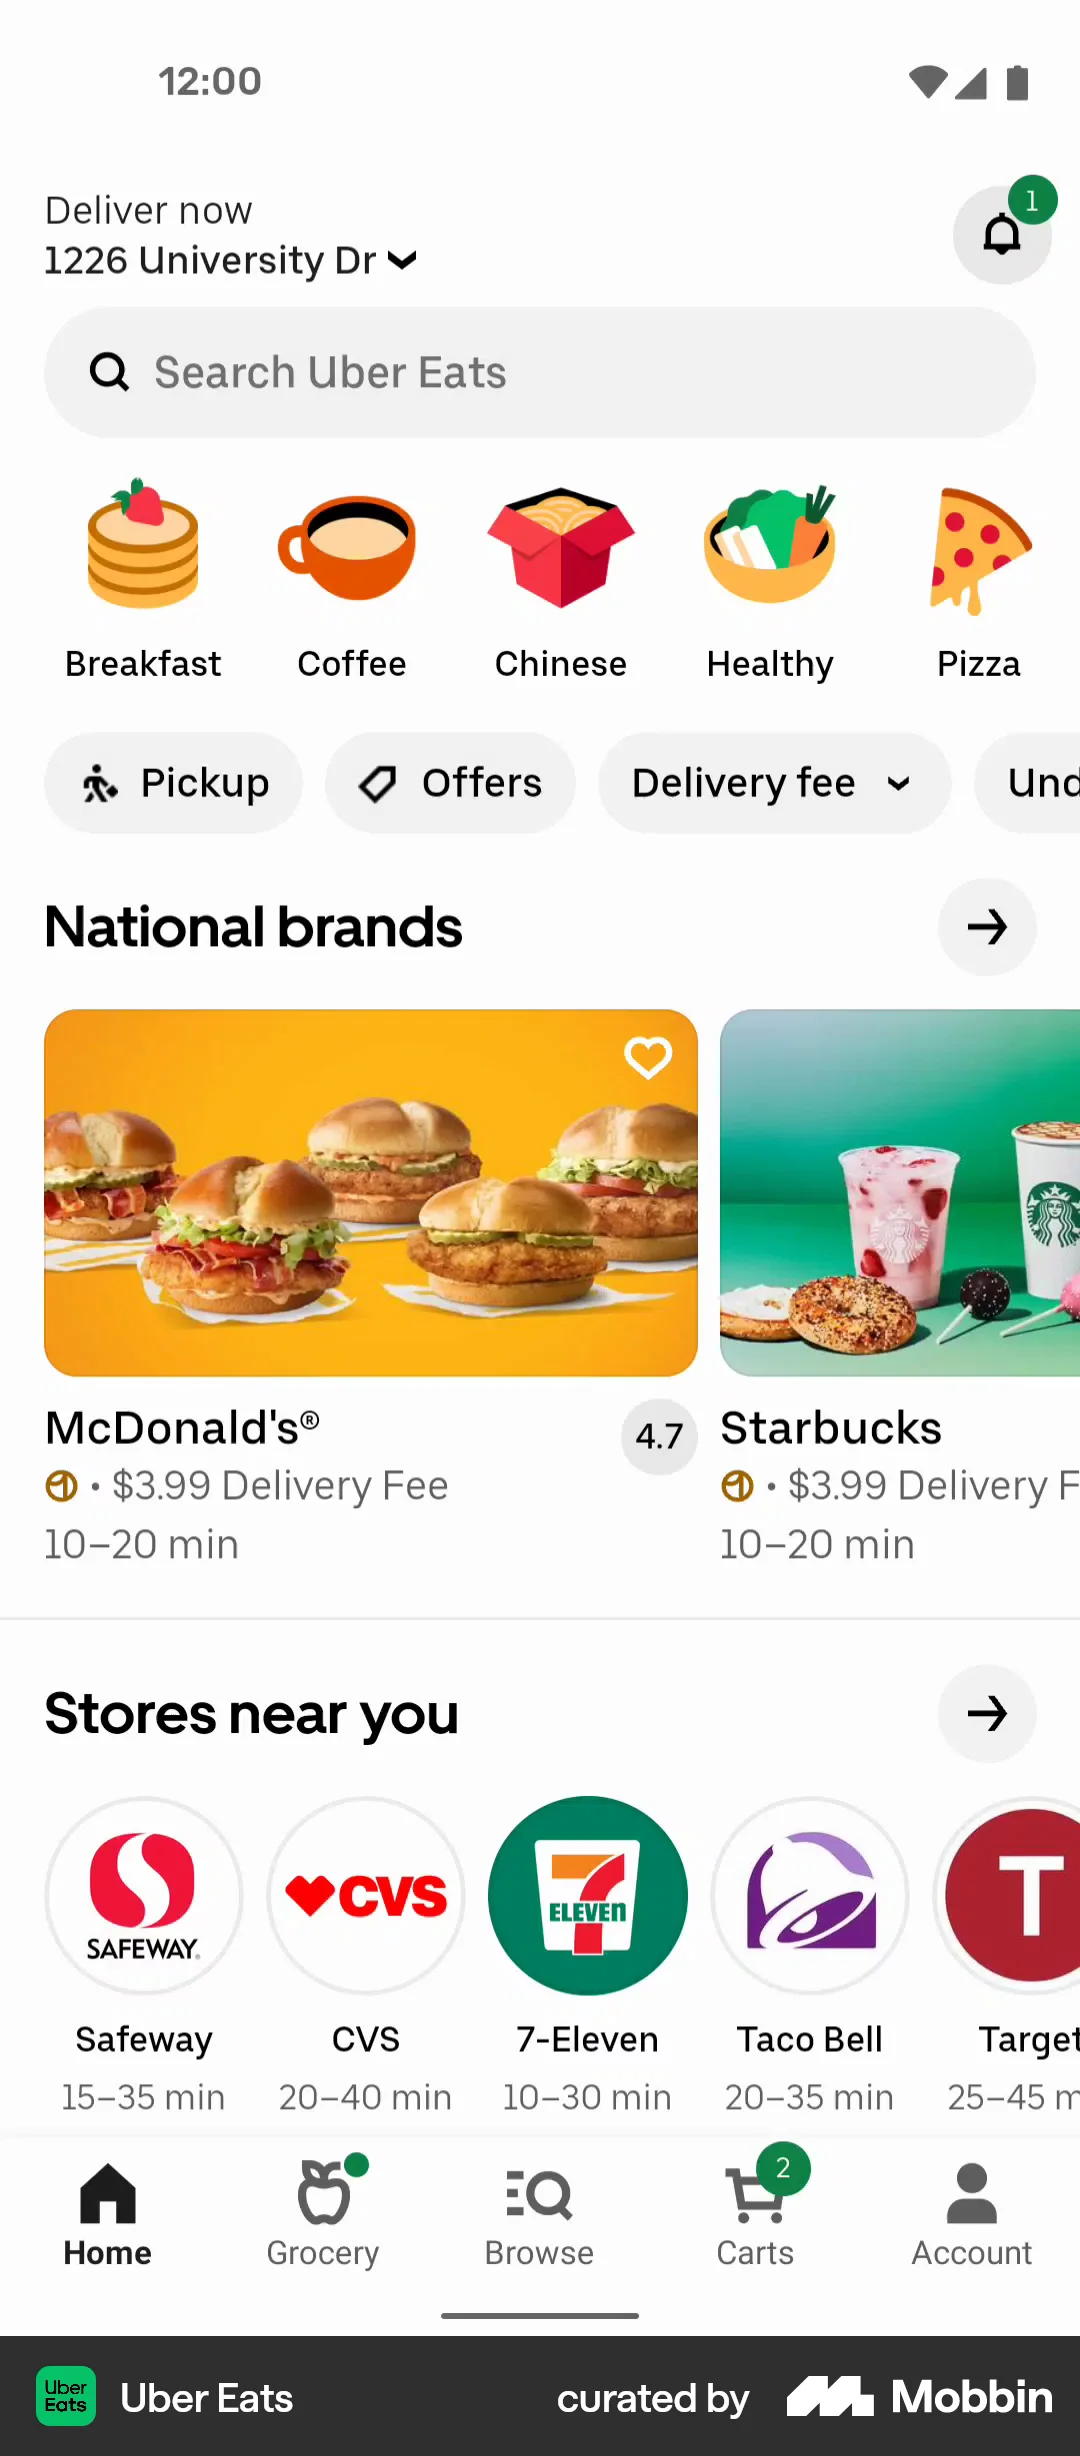 12:00
Deliver now
1226 University Dr
1
Search Uber Eats
Breakfast
Coffee
Chinese
Healthy
Pizza
Pickup
Offers
Delivery fee
Und
National brands
McDonald's®
4.7
• $3.99 Delivery Fee
10–20 min
Starbucks
• $3.99 Delivery F
10–20 min
Stores near you
SAFEWAY
CVS
7
ELEVEN
T
Safeway
CVS
7-Eleven
Taco Bell
Target
15–35 min
20–40 min
10–30 min
20–35 min
25–45 m
2
Home
Grocery
Browse
Carts
Account
Uber
Eats
Uber Eats
curated by
Mobbin